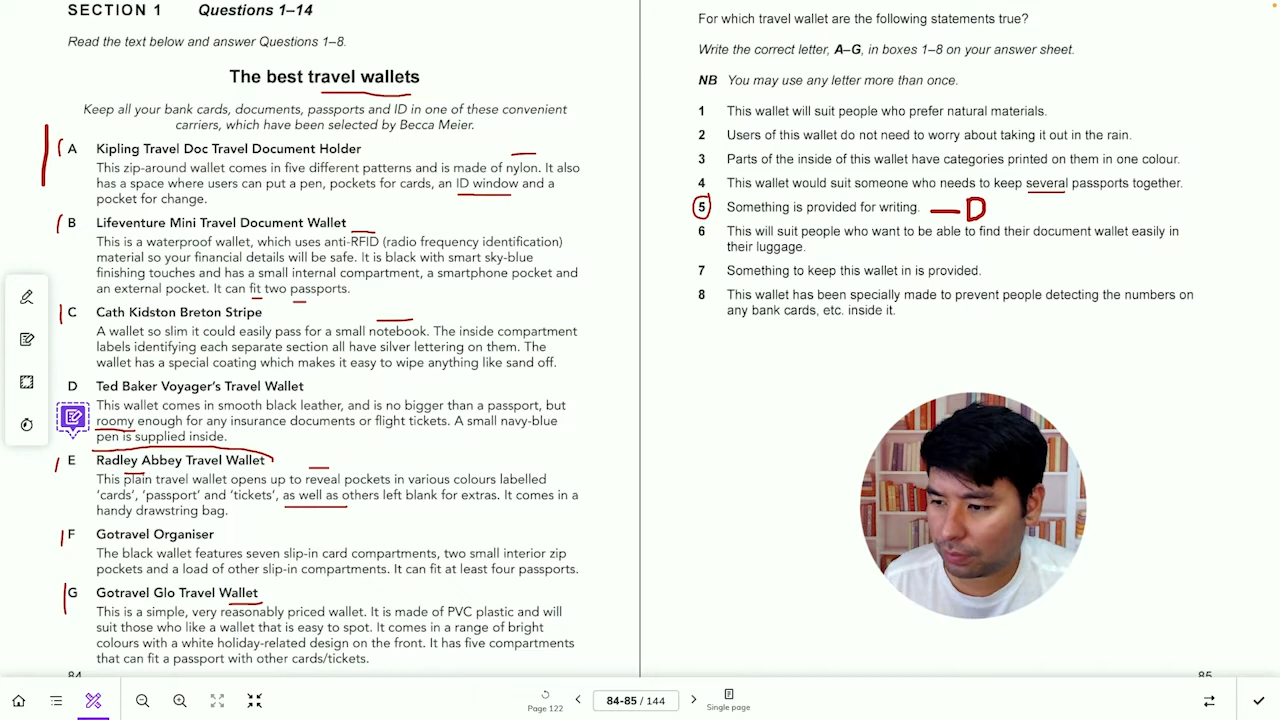 SECTION 1 Questions 1–14
Read the text below and answer Questions 1–8.
The best travel wallets
Keep all your bank cards, documents, passports and ID in one of these convenient
carriers, which have been selected by Becca Meier.
A Kipling Travel Doc Travel Document Holder
This zip-around wallet comes in five different patterns and is made of nylon. It also
has a space where users can put a pen, pockets for cards, an ID window and a
pocket for change.
B Lifeventure Mini Travel Document Wallet
This is a waterproof wallet, which uses anti-RFID (radio frequency identification)
material so your financial details will be safe. It is black with smart sky-blue
finishing touches and has a small internal compartment, a smartphone pocket and
an external pocket. It can fit two passports.
C Cath Kidston Breton Stripe
A wallet so slim it could easily pass for a small notebook. The inside compartment
labels identifying each separate section all have silver lettering on them. The
wallet has a special coating which makes it easy to wipe anything like sand off.
D Ted Baker Voyager's Travel Wallet
This wallet comes in smooth black leather, and is no bigger than a passport, but
roomy enough for any insurance documents or flight tickets. A small navy-blue
pen is supplied inside.
E Radley Abbey Travel Wallet
This plain travel wallet opens up to reveal pockets in various colours labelled
'cards', 'passport' and 'tickets', as well as others left blank for extras. It comes in a
handy drawstring bag.
F Gotravel Organiser
The black wallet features seven slip-in card compartments, two small interior zip
pockets and a load of other slip-in compartments. It can fit at least four passports.
G Gotravel Glo Travel Wallet
This is a simple, very reasonably priced wallet. It is made of PVC plastic and will
suit those who like a wallet that is easy to spot. It comes in a range of bright
colours with a white holiday-related design on the front. It has five compartments
that can fit a passport with other cards/tickets.
84
For which travel wallet are the following statements true?
Write the correct letter, A–G, in boxes 1–8 on your answer sheet.
NB You may use any letter more than once.
1 This wallet will suit people who prefer natural materials.
2 Users of this wallet do not need to worry about taking it out in the rain.
3 Parts of the inside of this wallet have categories printed on them in one colour.
4 This wallet would suit someone who needs to keep several passports together.
5 Something is provided for writing. — D
6 This will suit people who want to be able to find their document wallet easily in
their luggage.
7 Something to keep this wallet in is provided.
8 This wallet has been specially made to prevent people detecting the numbers on
any bank cards, etc. inside it.
85
Page 122
84-85 / 144
Single page